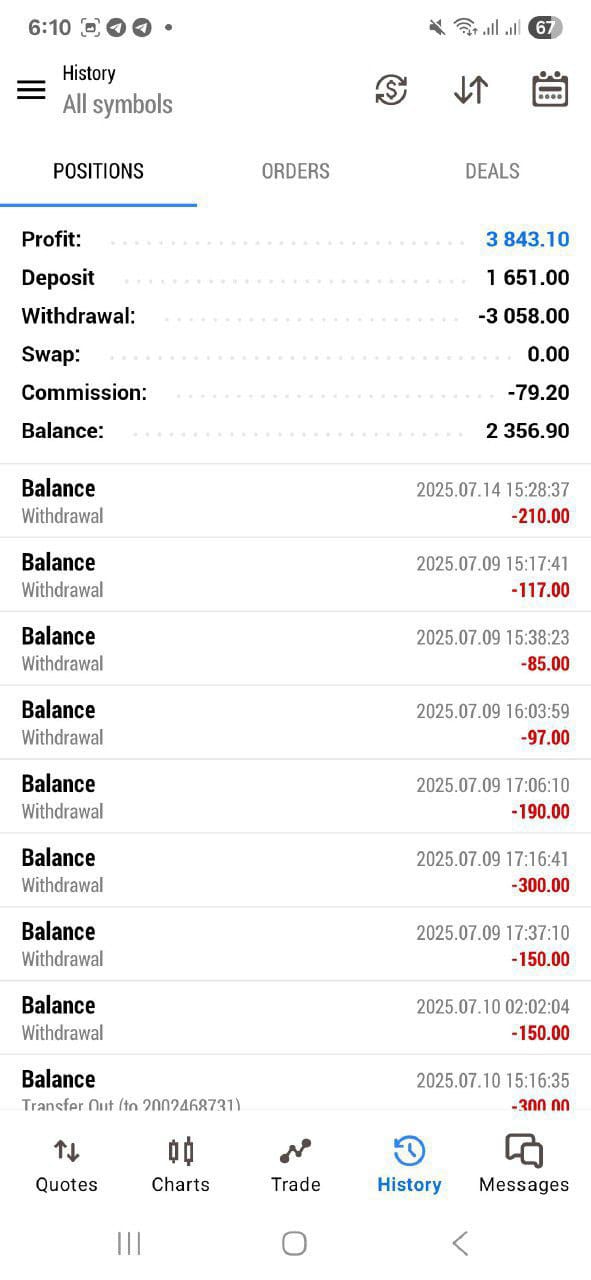 6:10
67
History
All symbols
POSITIONS ORDERS DEALS
Profit: 3 843.10
Deposit 1 651.00
Withdrawal: -3 058.00
Swap: 0.00
Commission: -79.20
Balance: 2 356.90
Balance 2025.07.14 15:28:37
Withdrawal -210.00
Balance 2025.07.09 15:17:41
Withdrawal -117.00
Balance 2025.07.09 15:38:23
Withdrawal -85.00
Balance 2025.07.09 16:03:59
Withdrawal -97.00
Balance 2025.07.09 17:06:10
Withdrawal -190.00
Balance 2025.07.09 17:16:41
Withdrawal -300.00
Balance 2025.07.09 17:37:10
Withdrawal -150.00
Balance 2025.07.10 02:02:04
Withdrawal -150.00
Balance 2025.07.10 15:16:35
Transfer Out (to 2002468731) -300.00
Quotes Charts Trade History Messages